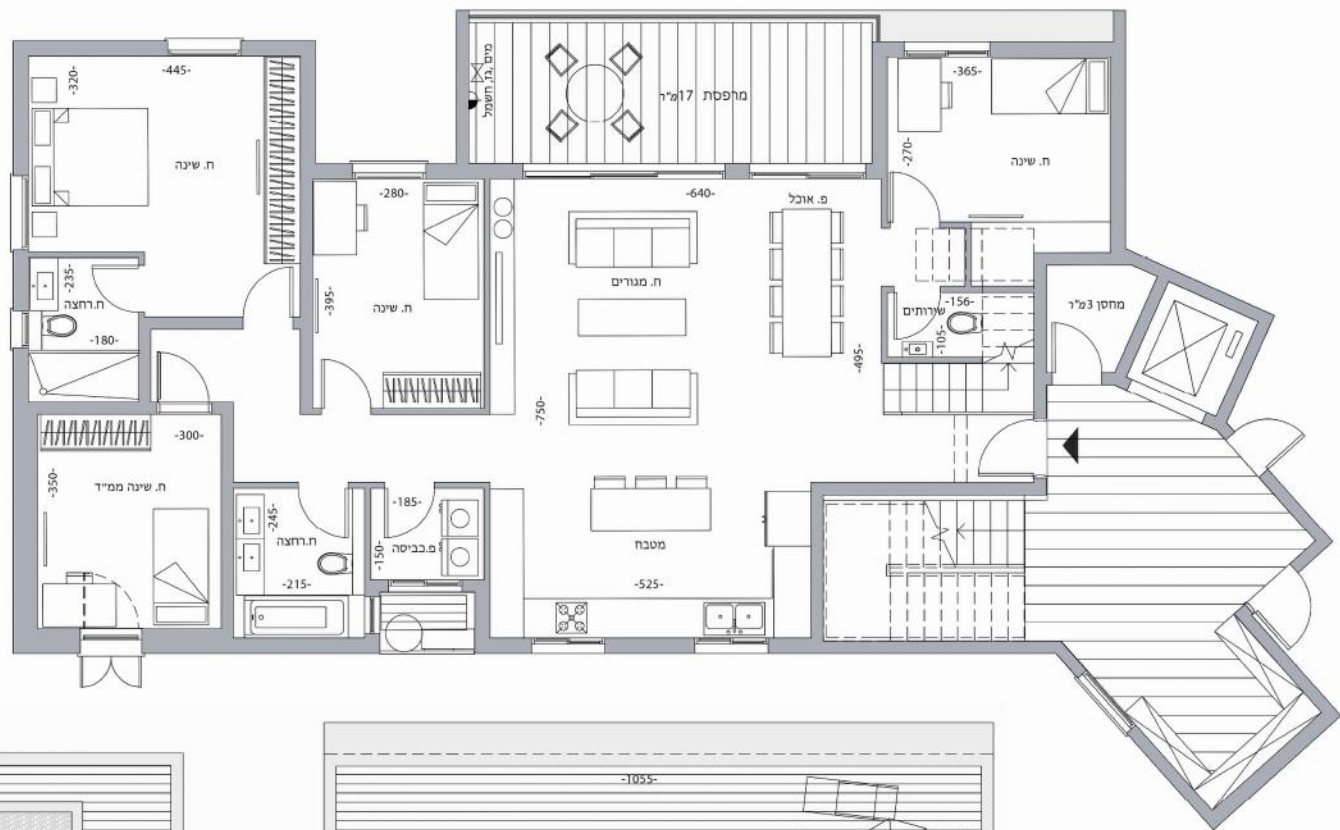 -445-
-320-
ח. שינה
מים, גז, חשמל
מרפסת 17 מ"ר
-365-
-270-
ח. שינה
-280-
-395-
ח. שינה
-640-
פ. אוכל
ח. מגורים
-750-
-495-
-235-
ח.רחצה
-180-
שירותים
-156-
-105-
מחסן 3 מ"ר
-300-
-350-
ח. שינה ממ"ד
-245-
ח.רחצה
-215-
-185-
-150-
פ.כביסה
מטבח
-525-
-1055-